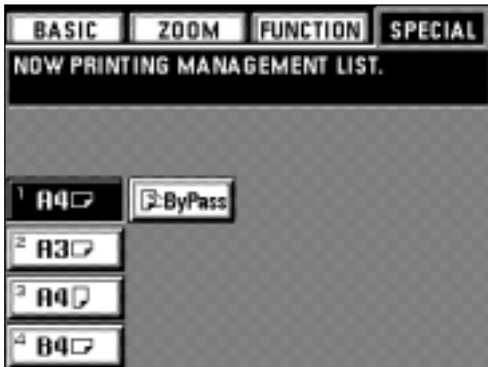 BASIC ZOOM FUNCTION SPECIAL
NOW PRINTING MANAGEMENT LIST.
1 A4 ByPass
2 A3
3 A4
4 B4